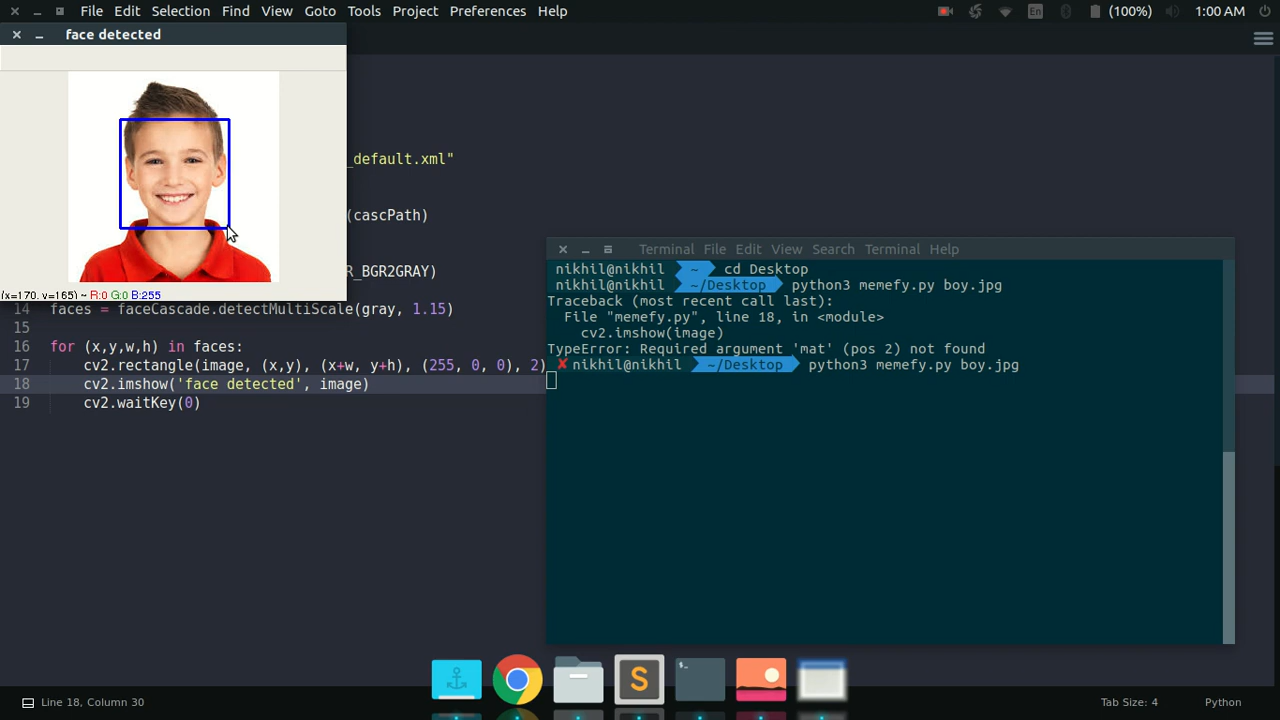 File Edit Selection Find View Goto Tools Project Preferences Help
En (100%) 1:00 AM
face detected
(x=170, y=165) ~ R:0 G:0 B:255
_default.xml"
(cascPath)
R_BGR2GRAY)
14 faces = faceCascade.detectMultiScale(gray, 1.15)
15
16 for (x,y,w,h) in faces:
17 cv2.rectangle(image, (x,y), (x+w, y+h), (255, 0, 0), 2)
18 cv2.imshow('face detected', image)
19 cv2.waitKey(0)
Terminal File Edit View Search Terminal Help
nikhil@nikhil ~ cd Desktop
nikhil@nikhil ~/Desktop python3 memefy.py boy.jpg
Traceback (most recent call last):
File "memefy.py", line 18, in <module>
cv2.imshow(image)
TypeError: Required argument 'mat' (pos 2) not found
✘ nikhil@nikhil ~/Desktop python3 memefy.py boy.jpg
S
$_
Line 18, Column 30
Tab Size: 4 Python